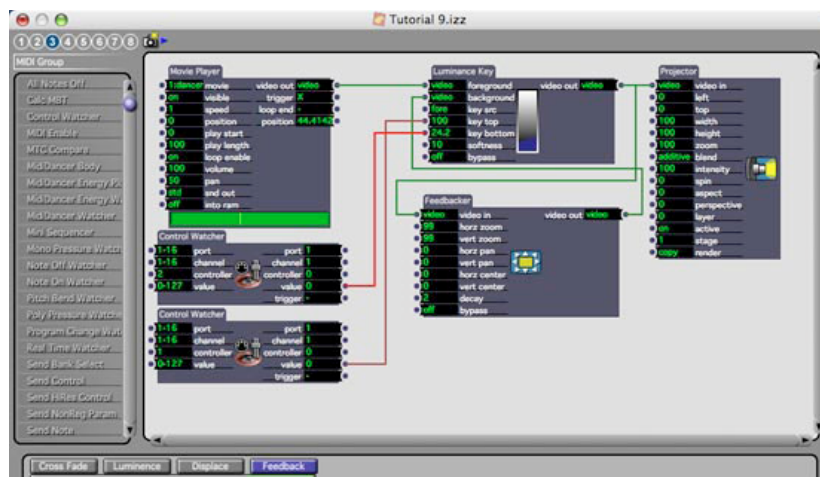 Tutorial 9.izz
1 2 3 4 5 6 7 8
MIDI Group
All Notes Off
Calc MBT
Control Watcher
MIDI Enable
MTC Compare
MidiDancer Body
MidiDancer Energy
MidiDancer Energy
MidiDancer Watcher
Mini Sequencer
Mono Pressure Watch
Note Off Watcher
Note On Watcher
Pitch Bend Watcher
Poly Pressure Watche
Program Change Wat
Real Time Watcher
Send Bank Select
Send Control
Send HiRes Control
Send NonReg Param
Send Note
Movie Player
1:dancer movie video out video
on visible trigger X
1 speed loop end -
0 position position 44.4142
0 play start
100 play length
on loop enable
100 volume
50 pan
std snd out
off into ram
Control Watcher
1-16 port port 1
1-16 channel channel 1
2 controller controller 0
0-127 value value 0
trigger -
Control Watcher
1-16 port port 1
1-16 channel channel 1
1 controller controller 0
0-127 value value 0
trigger -
Luminance Key
video foreground video out video
video background
fore key src
100 key top
24.2 key bottom
10 softness
off bypass
Feedbacker
video video in video out video
99 horz zoom
99 vert zoom
0 horz pan
0 vert pan
0 horz center
0 vert center
2 decay
off bypass
Projector
video video in
0 left
0 top
100 width
100 height
100 zoom
additive blend
100 intensity
0 spin
0 aspect
0 perspective
0 layer
on active
1 stage
copy render
Cross Fade Luminence Displace Feedback